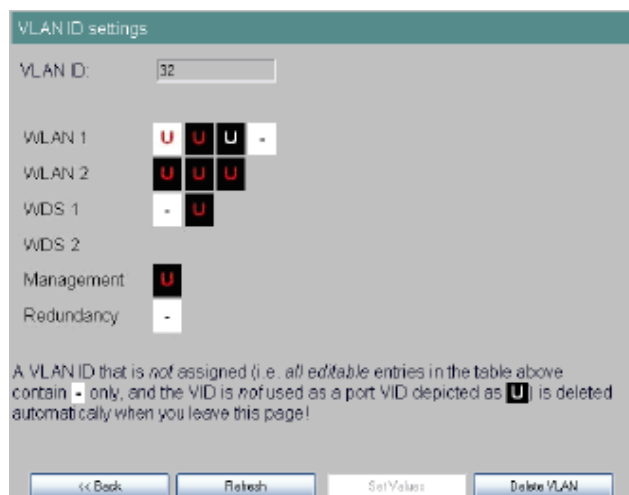 VLAN ID settings
VLAN ID: 32
WLAN 1 U U U -
WLAN 2 U U U
WDS 1 - U
WDS 2
Management U
Redundancy -
A VLAN ID that is not assigned (i.e. all editable entries in the table above
contain - only, and the VID is not used as a port VID depicted as U) is deleted
automatically when you leave this page!
<< Back Refresh Set Values Delete VLAN